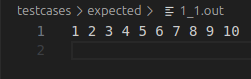 testcases > expected > 1_1.out
1 1 2 3 4 5 6 7 8 9 10
2